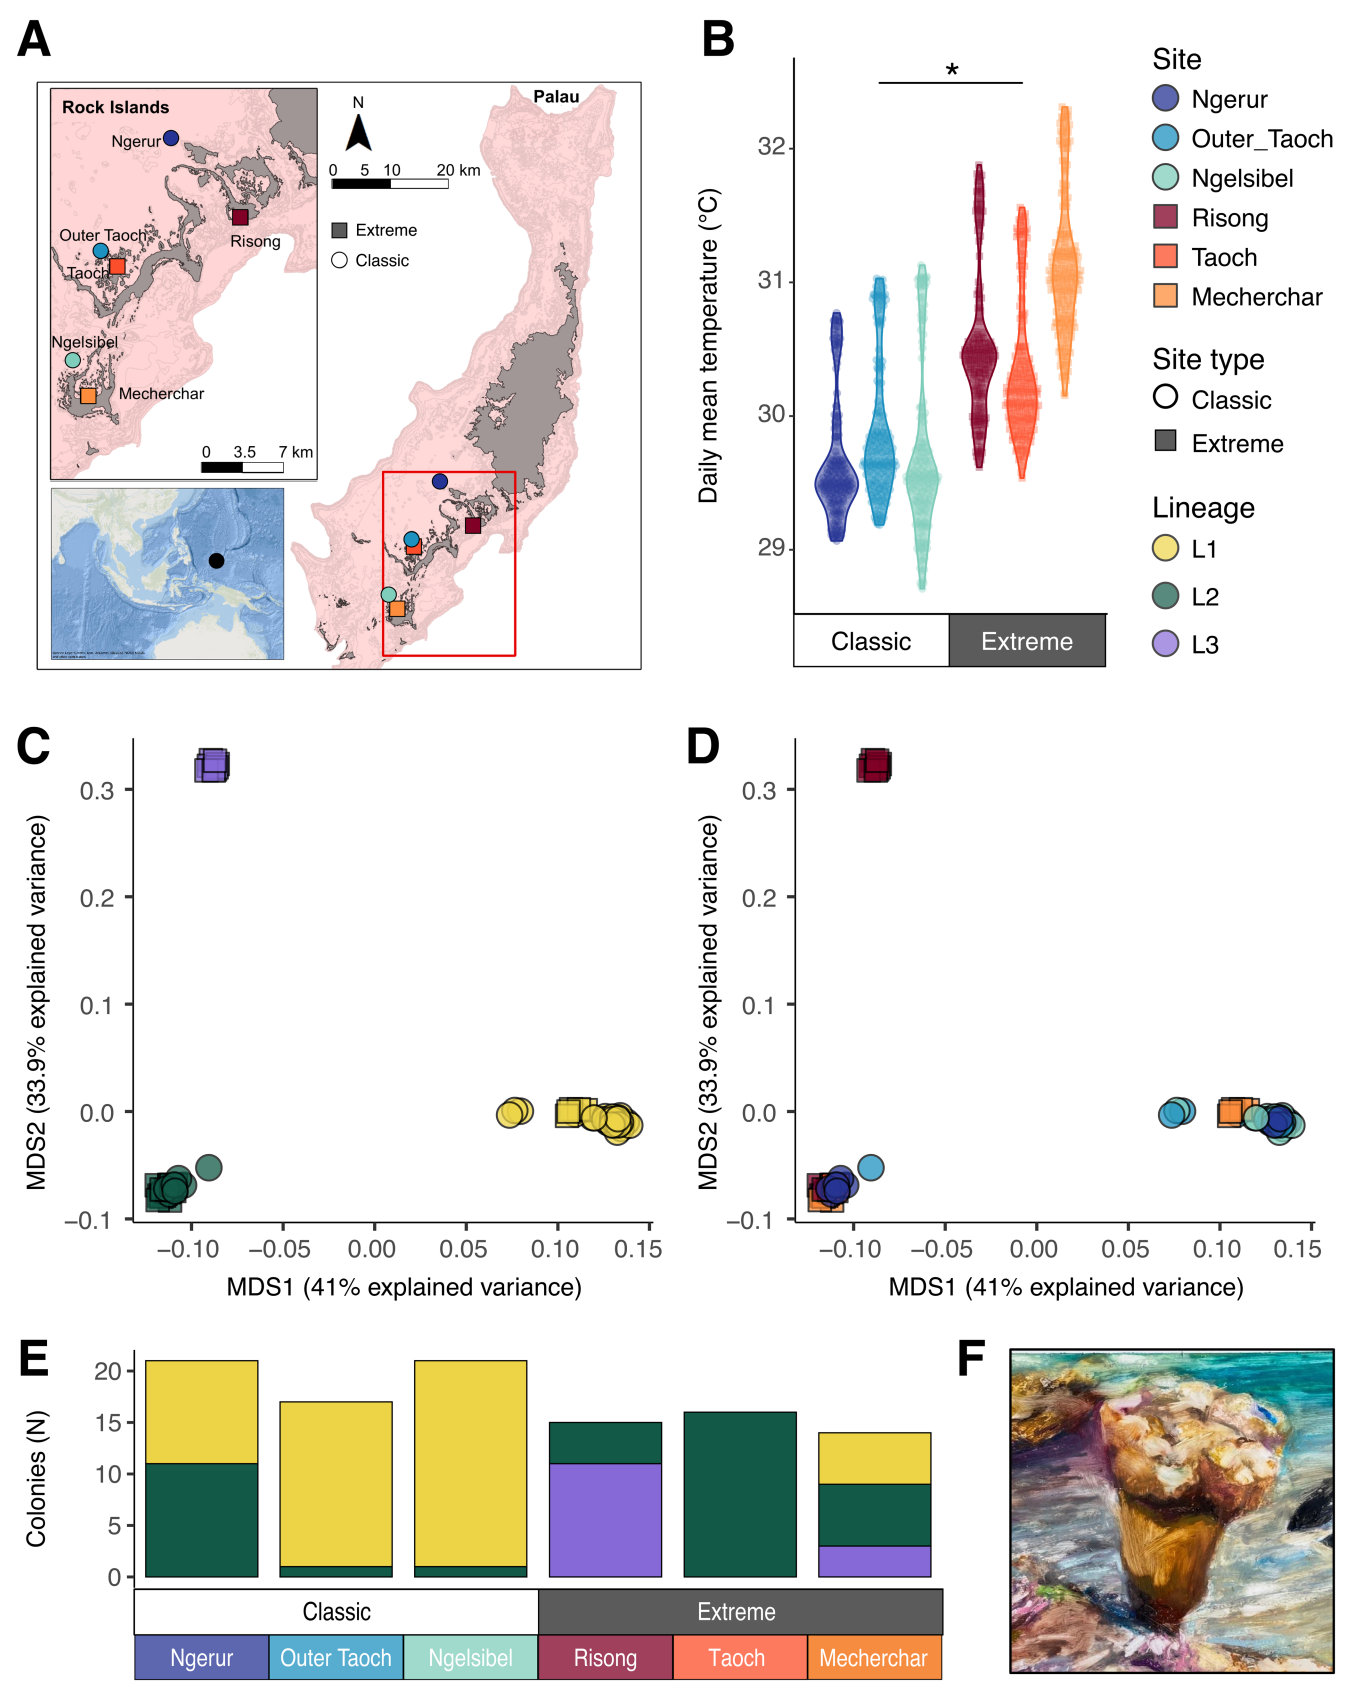 A
Rock Islands
Ngerur
Risong
Outer Taoch
Taoch
Ngelsibel
Mecherchar
0 3.5 7 km
N
0 5 10 20 km
Extreme
Classic
Palau
B
*
Daily mean temperature (°C)
32
31
30
29
Classic Extreme
Site
Ngerur
Outer_Taoch
Ngelsibel
Risong
Taoch
Mecherchar
Site type
Classic
Extreme
Lineage
L1
L2
L3
C
MDS2 (33.9% explained variance)
0.3
0.2
0.1
0.0
−0.1
−0.10 −0.05 0.00 0.05 0.10 0.15
MDS1 (41% explained variance)
D
MDS2 (33.9% explained variance)
0.3
0.2
0.1
0.0
−0.1
−0.10 −0.05 0.00 0.05 0.10 0.15
MDS1 (41% explained variance)
E
Colonies (N)
20
15
10
5
0
Classic Extreme
Ngerur Outer Taoch Ngelsibel Risong Taoch Mecherchar
F